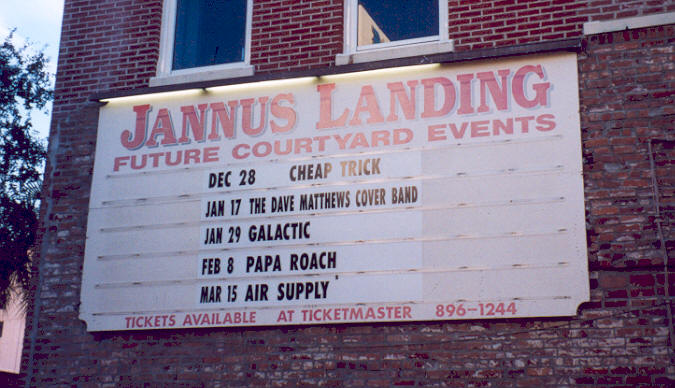 JANNUS LANDING
FUTURE COURTYARD EVENTS
DEC 28 CHEAP TRICK
JAN 17 THE DAVE MATTHEWS COVER BAND
JAN 29 GALACTIC
FEB 8 PAPA ROACH
MAR 15 AIR SUPPLY
TICKETS AVAILABLE AT TICKETMASTER 896-1244